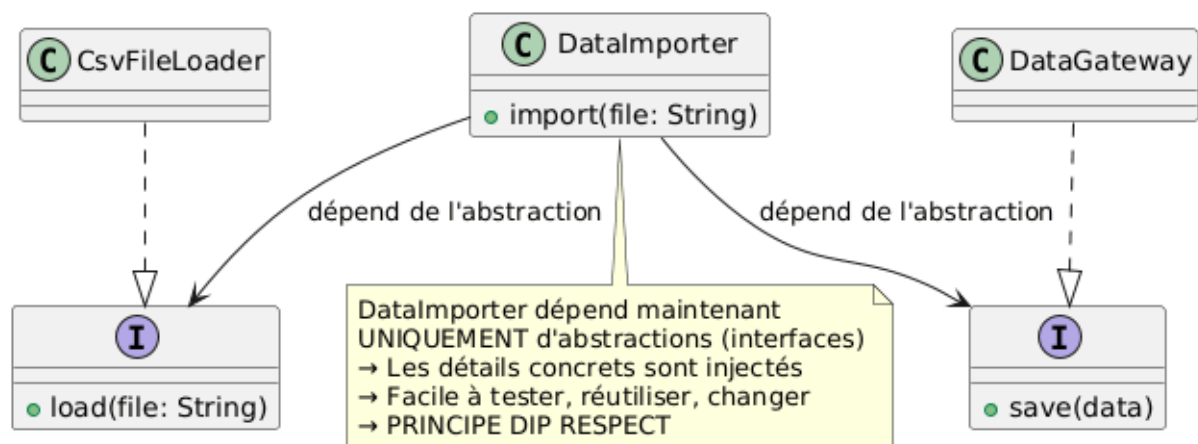 C CsvFileLoader
C DataImporter
import(file: String)
C DataGateway
dépend de l'abstraction
dépend de l'abstraction
DataImporter dépend maintenant
UNIQUEMENT d'abstractions (interfaces)
→ Les détails concrets sont injectés
→ Facile à tester, réutiliser, changer
→ PRINCIPE DIP RESPECT
I
load(file: String)
I
save(data)